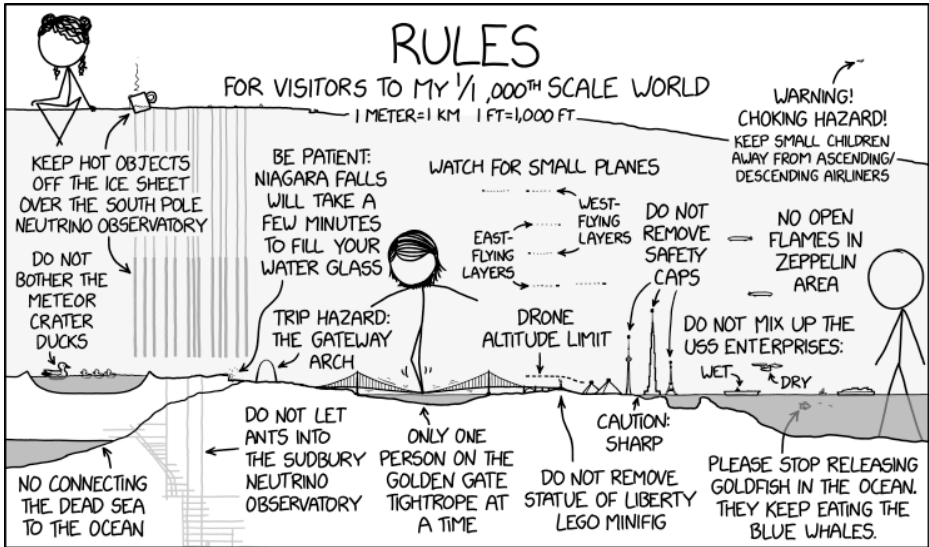 RULES
FOR VISITORS TO MY 1/1,000TH SCALE WORLD
1 METER=1 KM 1 FT=1,000 FT
WARNING!
CHOKING HAZARD!
KEEP SMALL CHILDREN
AWAY FROM ASCENDING/
DESCENDING AIRLINERS
KEEP HOT OBJECTS
OFF THE ICE SHEET
OVER THE SOUTH POLE
NEUTRINO OBSERVATORY
BE PATIENT:
NIAGARA FALLS
WILL TAKE A
FEW MINUTES
TO FILL YOUR
WATER GLASS
WATCH FOR SMALL PLANES
WEST-
FLYING
LAYERS
EAST-
FLYING
LAYERS
DO NOT
REMOVE
SAFETY
CAPS
NO OPEN
FLAMES IN
ZEPPELIN
AREA
DO NOT
BOTHER THE
METEOR
CRATER
DUCKS
TRIP HAZARD:
THE GATEWAY
ARCH
DRONE
ALTITUDE LIMIT
DO NOT MIX UP THE
USS ENTERPRISES:
WET
DRY
NO CONNECTING
THE DEAD SEA
TO THE OCEAN
DO NOT LET
ANTS INTO
THE SUDBURY
NEUTRINO
OBSERVATORY
ONLY ONE
PERSON ON THE
GOLDEN GATE
TIGHTROPE AT
A TIME
DO NOT REMOVE
STATUE OF LIBERTY
LEGO MINIFIG
CAUTION:
SHARP
PLEASE STOP RELEASING
GOLDFISH IN THE OCEAN.
THEY KEEP EATING THE
BLUE WHALES.